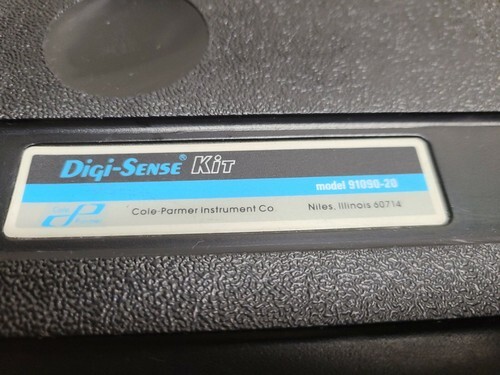 Digi-Sense® Kit
model 91090-20
Cole-Parmer Instrument Co Niles, Illinois 60714